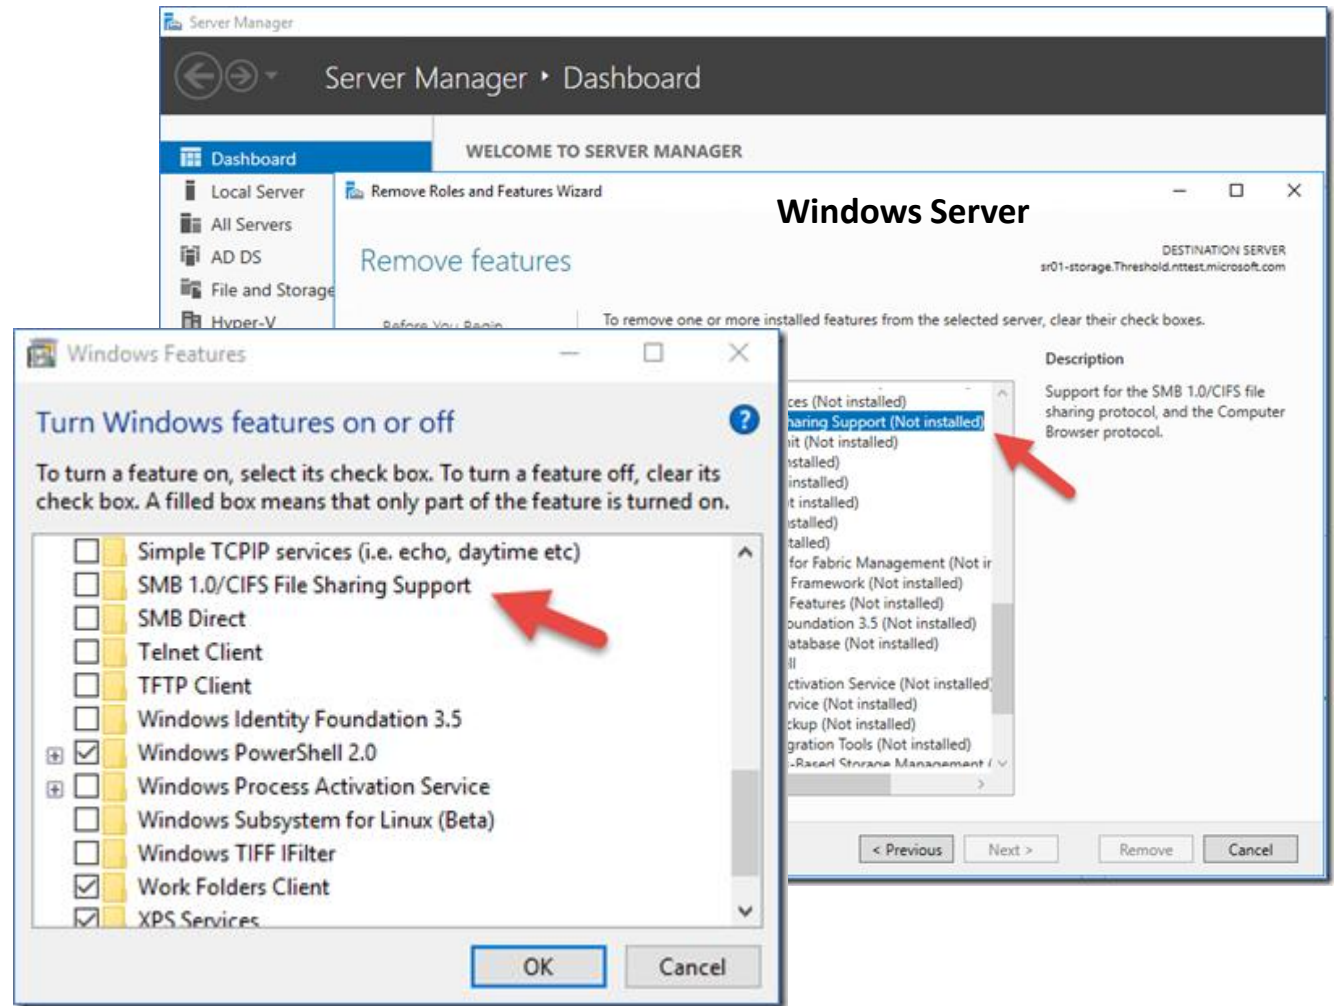 Server Manager
Server Manager • Dashboard
Dashboard
Local Server
All Servers
AD DS
File and Storage
Hyper-V
WELCOME TO SERVER MANAGER
Remove Roles and Features Wizard
Windows Server
Remove features
DESTINATION SERVER
sr01-storage.Threshold.nttest.microsoft.com
Before You Begin
To remove one or more installed features from the selected server, clear their check boxes.
Description
Support for the SMB 1.0/CIFS file
sharing protocol, and the Computer
Browser protocol.
ces (Not installed)
haring Support (Not installed)
it (Not installed)
nstalled)
installed)
t installed)
stalled)
talled)
for Fabric Management (Not in
Framework (Not installed)
Features (Not installed)
oundation 3.5 (Not installed)
atabase (Not installed)
ll
ctivation Service (Not installed)
rvice (Not installed)
ckup (Not installed)
gration Tools (Not installed)
-Based Storage Management (
< Previous
Next >
Remove
Cancel
Windows Features
Turn Windows features on or off
To turn a feature on, select its check box. To turn a feature off, clear its
check box. A filled box means that only part of the feature is turned on.
Simple TCPIP services (i.e. echo, daytime etc)
SMB 1.0/CIFS File Sharing Support
SMB Direct
Telnet Client
TFTP Client
Windows Identity Foundation 3.5
Windows PowerShell 2.0
Windows Process Activation Service
Windows Subsystem for Linux (Beta)
Windows TIFF IFilter
Work Folders Client
XPS Services
OK
Cancel